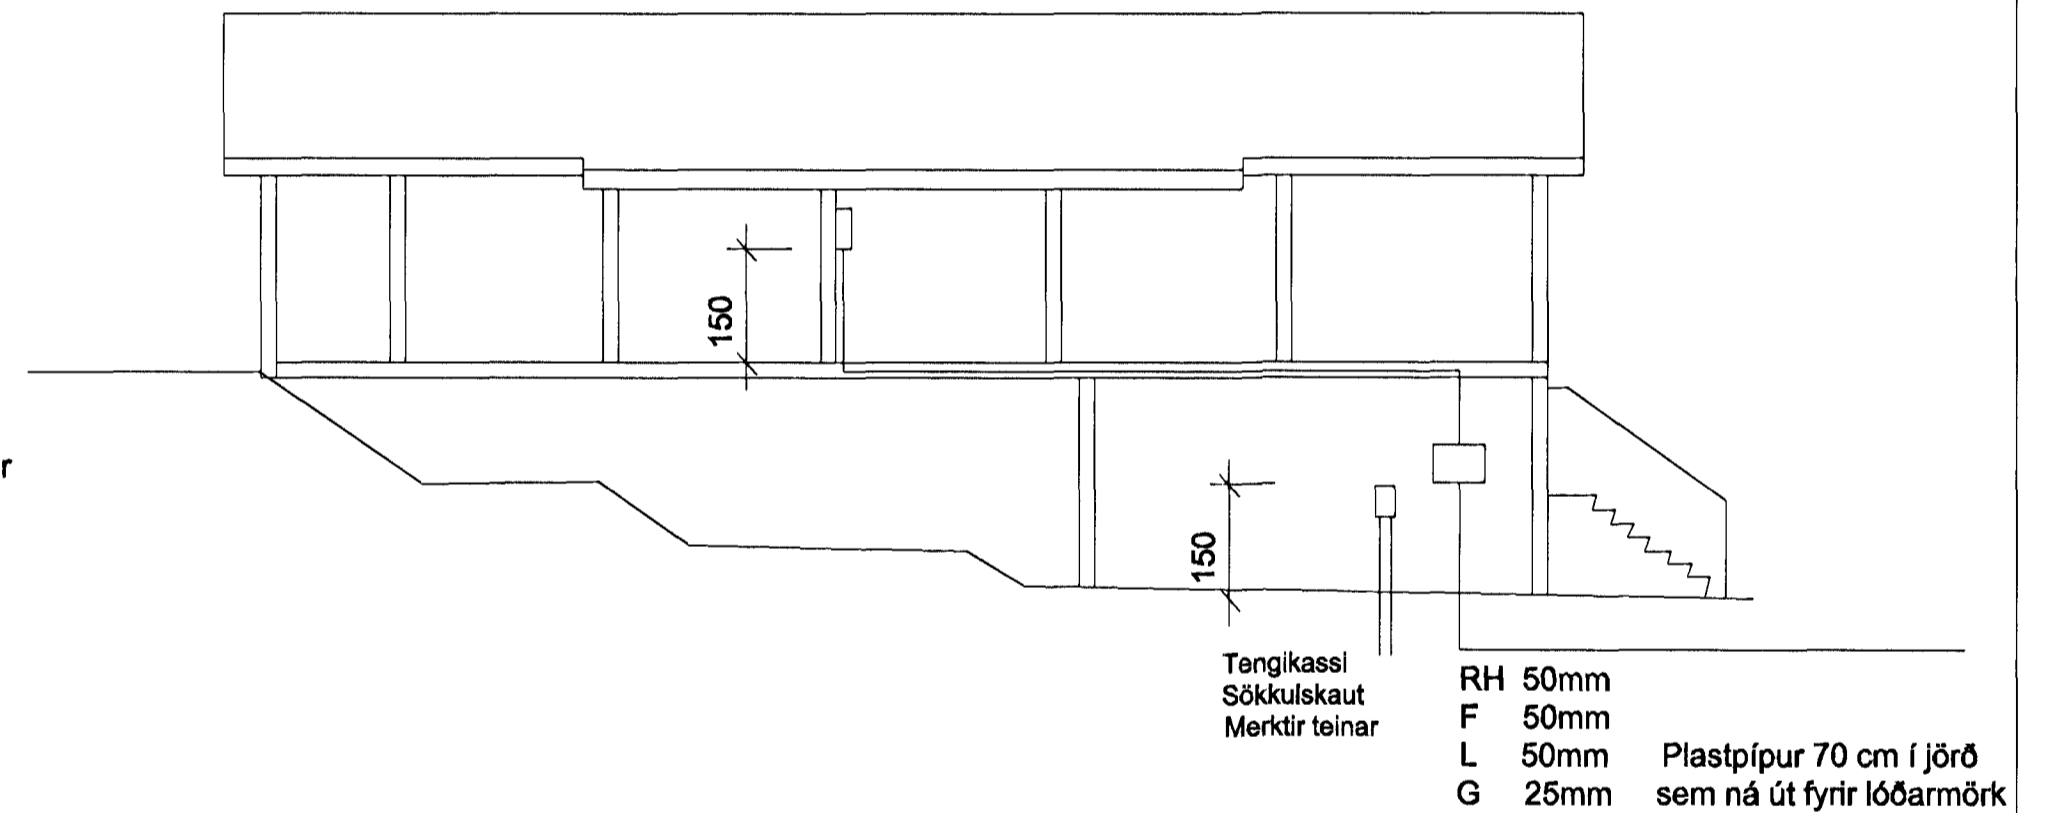 150
r
150
Tengikassi
Sökkulskaut
Merktir teinar
RH 50mm
F 50mm
L 50mm Plastpípur 70 cm í jörð
G 25mm sem ná út fyrir lóðarmörk